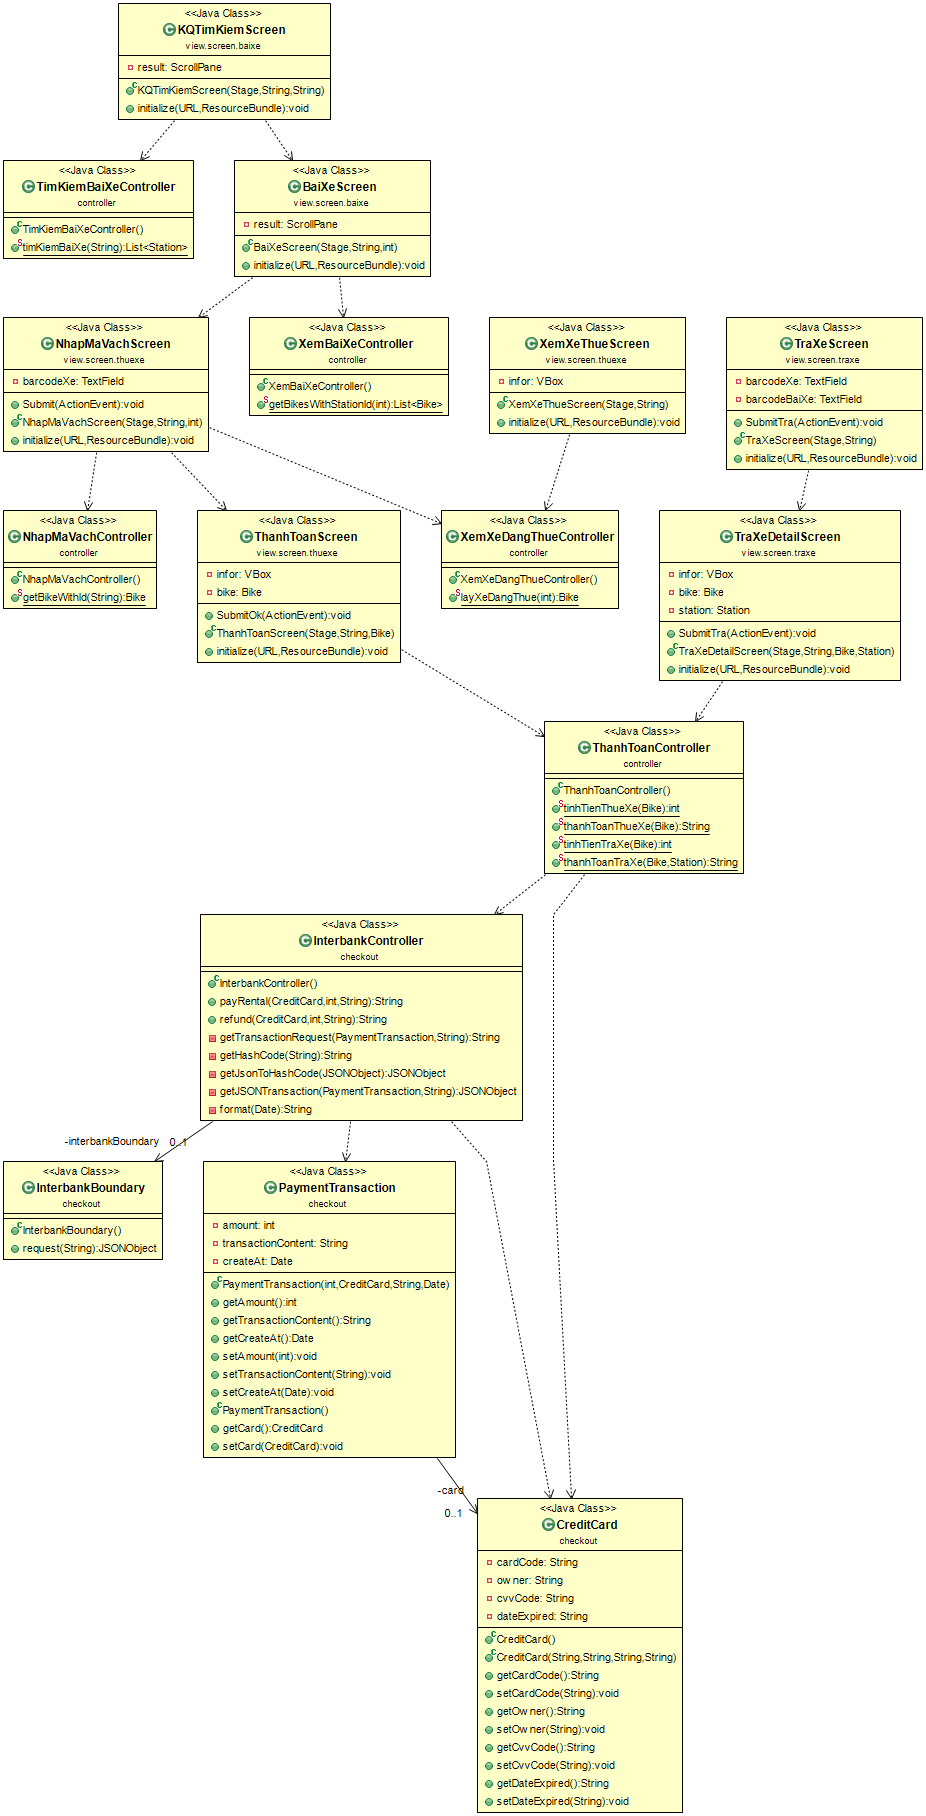 <<Java Class>>
KQTimKiemScreen
view.screen.baixe
result: ScrollPane
KQTimKiemScreen(Stage,String,String)
initialize(URL,ResourceBundle):void
<<Java Class>>
TimKiemBaiXeController
controller
TimKiemBaiXeController()
timKiemBaiXe(String):List<Station>
<<Java Class>>
BaiXeScreen
view.screen.baixe
result: ScrollPane
BaiXeScreen(Stage,String,int)
initialize(URL,ResourceBundle):void
<<Java Class>>
NhapMaVachScreen
view.screen.thuexe
barcodeXe: TextField
Submit(ActionEvent):void
NhapMaVachScreen(Stage,String,int)
initialize(URL,ResourceBundle):void
<<Java Class>>
XemBaiXeController
controller
XemBaiXeController()
getBikesWithStationId(int):List<Bike>
<<Java Class>>
XemXeThueScreen
view.screen.thuexe
infor: VBox
XemXeThueScreen(Stage,String)
initialize(URL,ResourceBundle):void
<<Java Class>>
TraXeScreen
view.screen.traxe
barcodeXe: TextField
barcodeBaiXe: TextField
SubmitTra(ActionEvent):void
TraXeScreen(Stage,String)
initialize(URL,ResourceBundle):void
<<Java Class>>
NhapMaVachController
controller
NhapMaVachController()
getBikeWithId(String):Bike
<<Java Class>>
ThanhToanScreen
view.screen.thuexe
infor: VBox
bike: Bike
SubmitOk(ActionEvent):void
ThanhToanScreen(Stage,String,Bike)
initialize(URL,ResourceBundle):void
<<Java Class>>
XemXeDangThueController
controller
XemXeDangThueController()
layXeDangThue(int):Bike
<<Java Class>>
TraXeDetailScreen
view.screen.traxe
infor: VBox
bike: Bike
station: Station
SubmitTra(ActionEvent):void
TraXeDetailScreen(Stage,String,Bike,Station)
initialize(URL,ResourceBundle):void
<<Java Class>>
ThanhToanController
controller
ThanhToanController()
tinhTienThueXe(Bike):int
thanhToanThueXe(Bike):String
tinhTienTraXe(Bike):int
thanhToanTraXe(Bike,Station):String
<<Java Class>>
InterbankController
checkout
InterbankController()
payRental(CreditCard,int,String):String
refund(CreditCard,int,String):String
getTransactionRequest(PaymentTransaction,String):String
getHashCode(String):String
getJsonToHashCode(JSONObject):JSONObject
getJSONTransaction(PaymentTransaction,String):JSONObject
format(Date):String
-interbankBoundary
0..1
<<Java Class>>
InterbankBoundary
checkout
InterbankBoundary()
request(String):JSONObject
<<Java Class>>
PaymentTransaction
checkout
amount: int
transactionContent: String
createAt: Date
PaymentTransaction(int,CreditCard,String,Date)
getAmount():int
getTransactionContent():String
getCreateAt():Date
setAmount(int):void
setTransactionContent(String):void
setCreateAt(Date):void
PaymentTransaction()
getCard():CreditCard
setCard(CreditCard):void
-card
0..1
<<Java Class>>
CreditCard
checkout
cardCode: String
owner: String
cvvCode: String
dateExpired: String
CreditCard()
CreditCard(String,String,String,String)
getCardCode():String
setCardCode(String):void
getOwner():String
setOwner(String):void
getCvvCode():String
setCvvCode(String):void
getDateExpired():String
setDateExpired(String):void